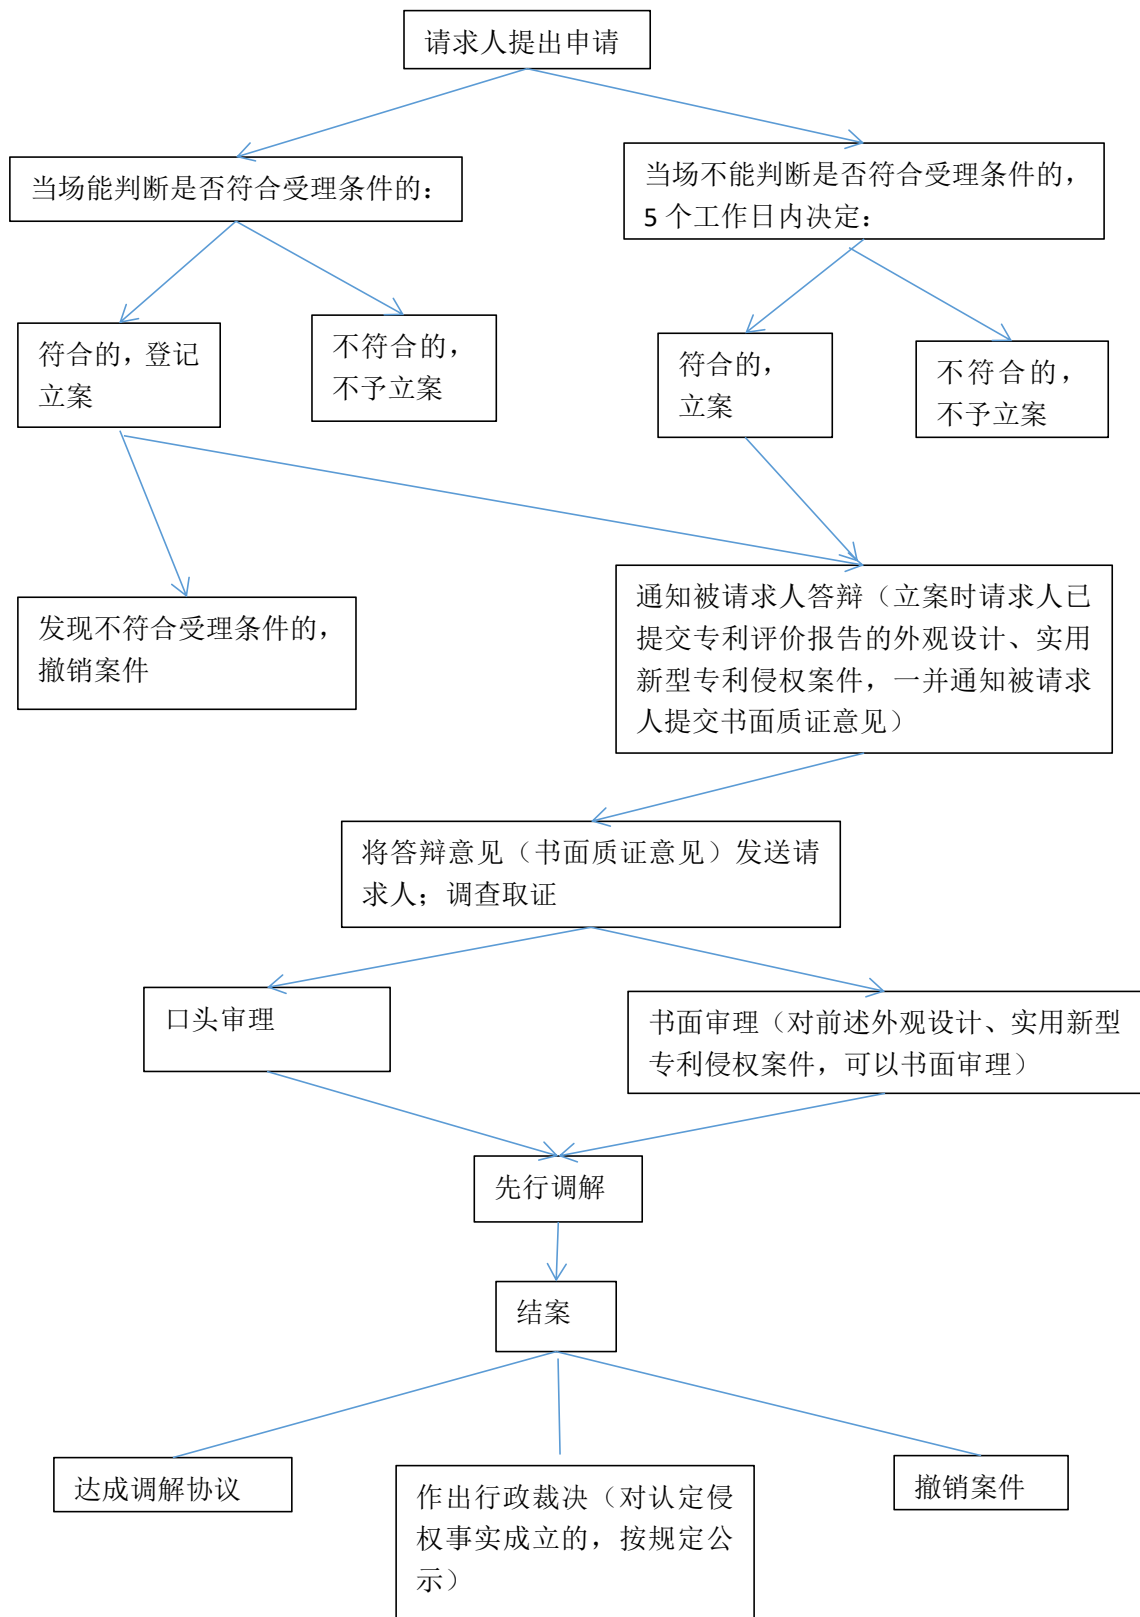 请求人提出申请
当场能判断是否符合受理条件的：
当场不能判断是否符合受理条件的，
5 个工作日内决定：
符合的，登记
立案
不符合的，
不予立案
符合的，
立案
不符合的，
不予立案
发现不符合受理条件的，
撤销案件
通知被请求人答辩（立案时请求人已
提交专利评价报告的外观设计、实用
新型专利侵权案件，一并通知被请求
人提交书面质证意见）
将答辩意见（书面质证意见）发送请
求人；调查取证
口头审理
书面审理（对前述外观设计、实用新型
专利侵权案件，可以书面审理）
先行调解
结案
达成调解协议
作出行政裁决（对认定侵
权事实成立的，按规定公
示）
撤销案件